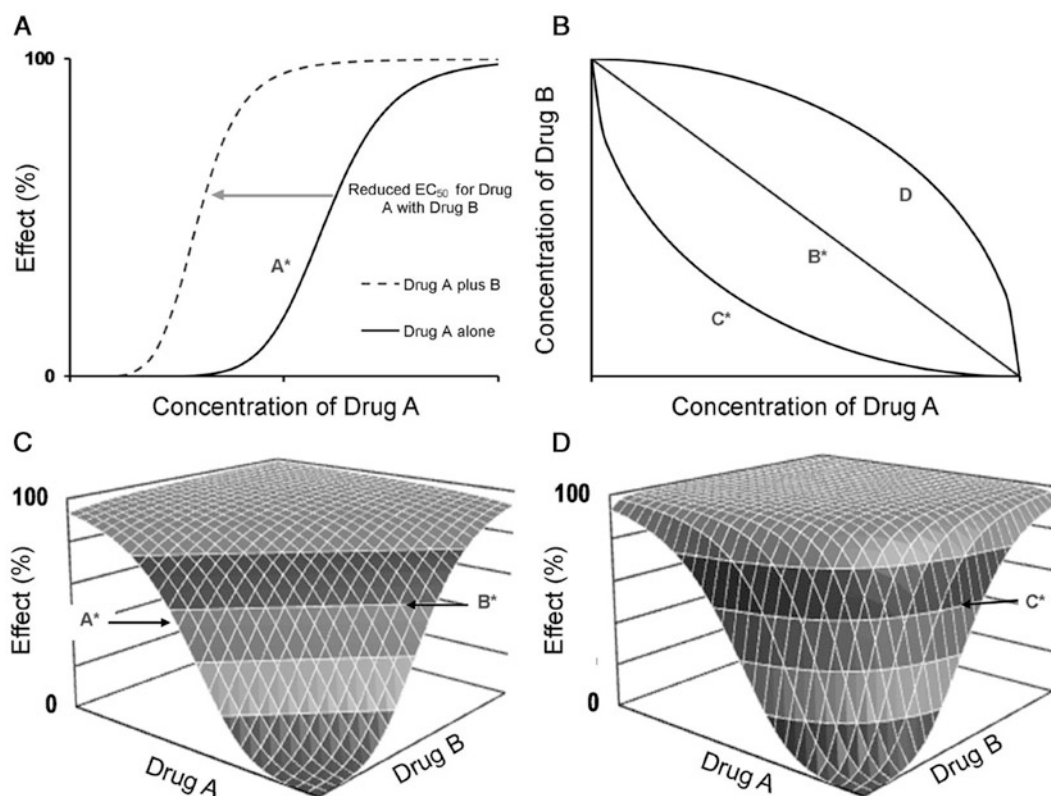 A
100
Effect (%)
0
Reduced EC₅₀ for Drug
A with Drug B
A*
Drug A plus B
Drug A alone
Concentration of Drug A
B
Concentration of Drug B
D
B*
C*
Concentration of Drug A
C
100
Effect (%)
0
A*
B*
Drug A
Drug B
D
100
Effect (%)
0
C*
Drug A
Drug B